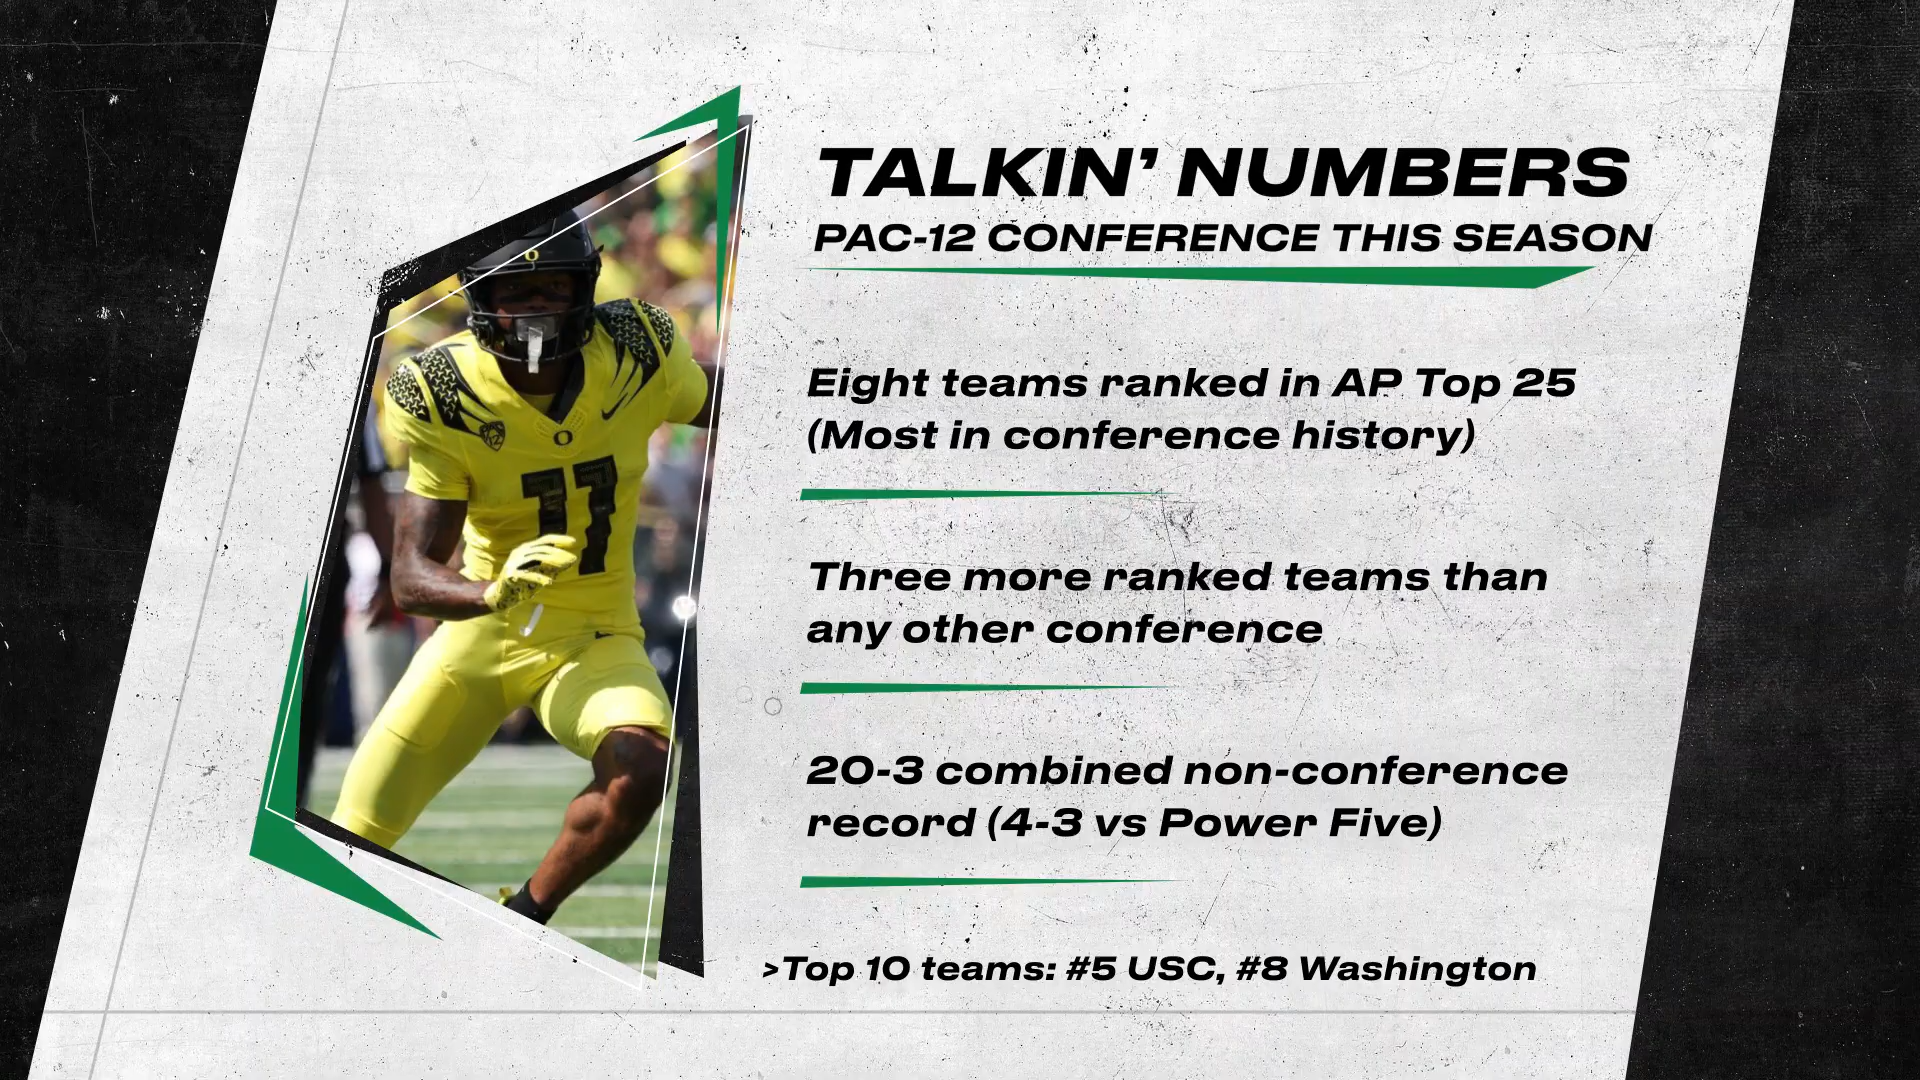 TALKIN' NUMBERS
PAC-12 CONFERENCE THIS SEASON
Eight teams ranked in AP Top 25
(Most in conference history)
Three more ranked teams than
any other conference
20-3 combined non-conference
record (4-3 vs Power Five)
>Top 10 teams: #5 USC, #8 Washington
O
O
11